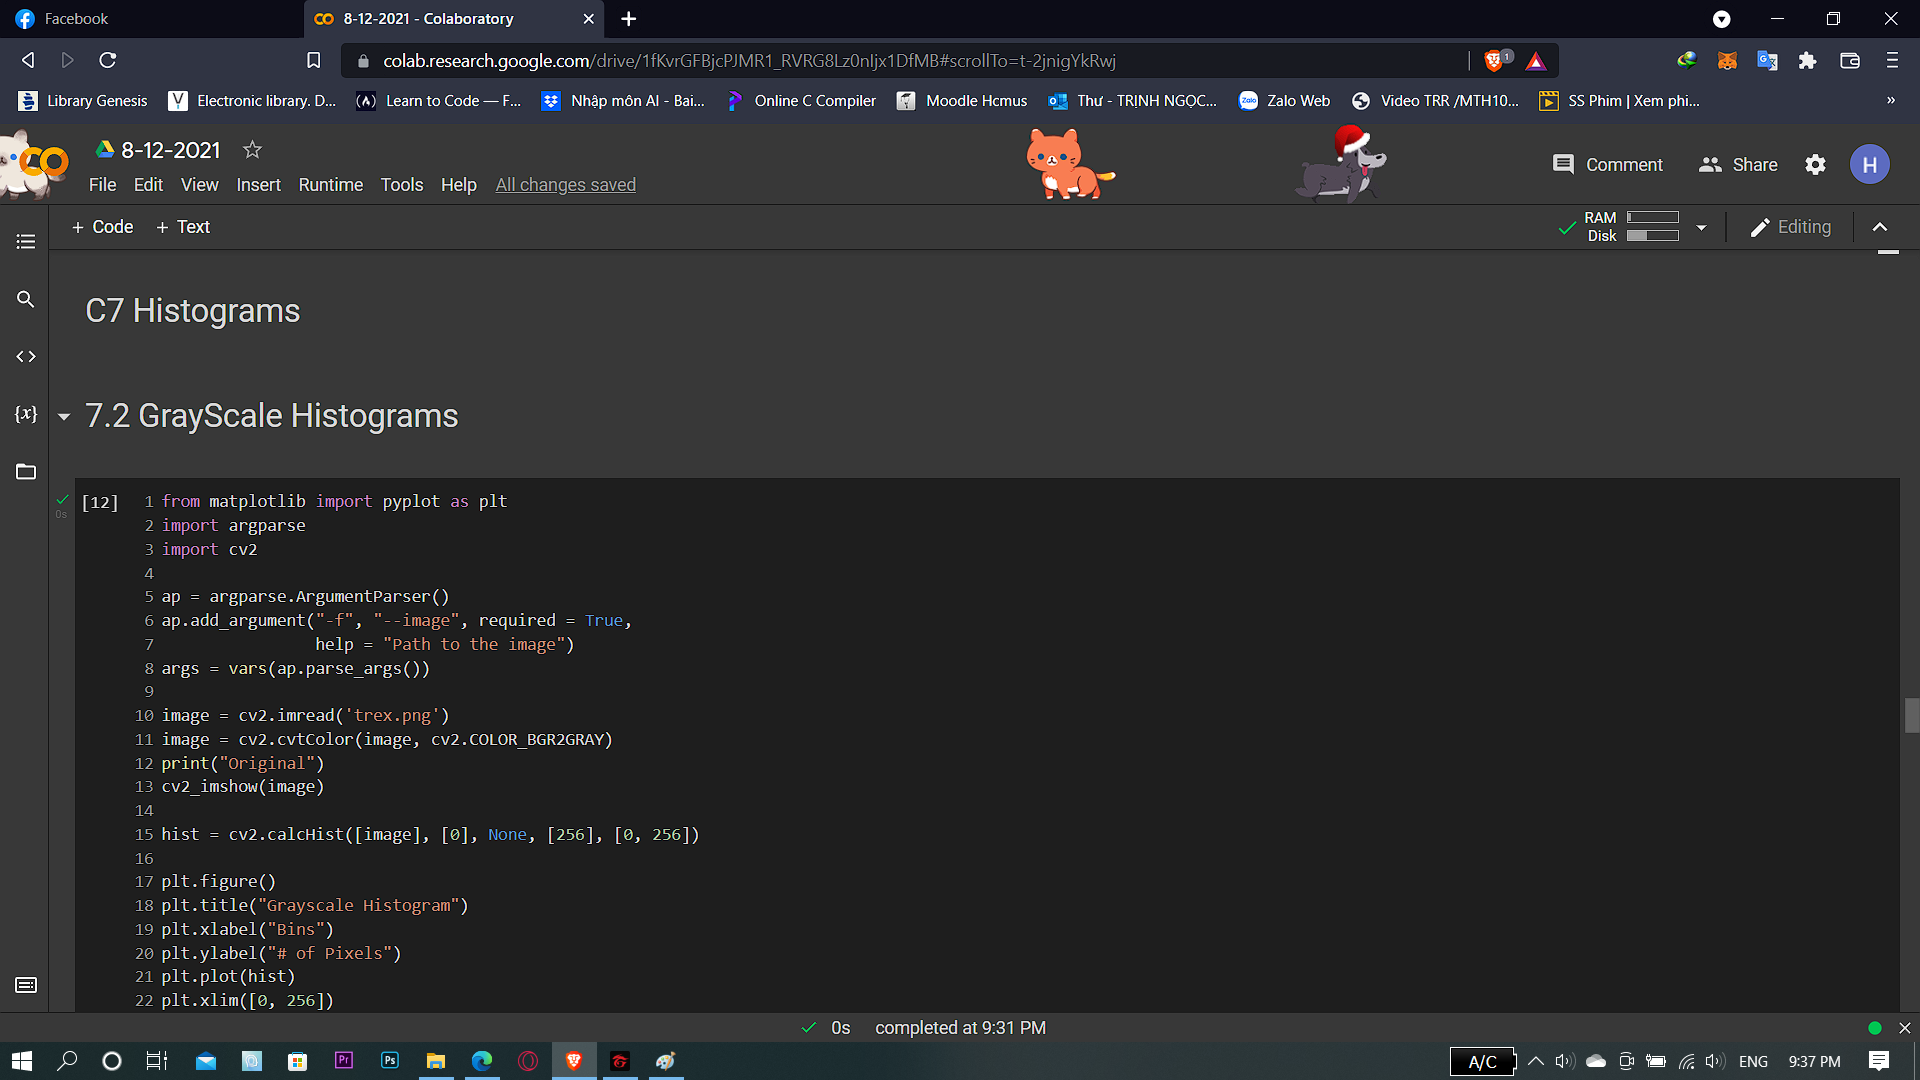 Facebook
8-12-2021 - Colaboratory
colab.research.google.com/drive/1fKvrGFBjcPJMR1_RVRG8Lz0nIjx1DfMB#scrollTo=t-2jnigYkRwj
1
Library Genesis
Electronic library. D...
Learn to Code — F...
Nhập môn AI - Bai...
Online C Compiler
Moodle Hcmus
Thư - TRỊNH NGỌC...
Zalo Web
Video TRR /MTH10...
SS Phim | Xem phi...
»
8-12-2021
File Edit View Insert Runtime Tools Help All changes saved
Comment
Share
H
+ Code + Text
RAM
Disk
Editing
C7 Histograms
7.2 GrayScale Histograms
[12]
0s
1 from matplotlib import pyplot as plt
2 import argparse
3 import cv2
4
5 ap = argparse.ArgumentParser()
6 ap.add_argument("-f", "--image", required = True,
7 help = "Path to the image")
8 args = vars(ap.parse_args())
9
10 image = cv2.imread('trex.png')
11 image = cv2.cvtColor(image, cv2.COLOR_BGR2GRAY)
12 print("Original")
13 cv2_imshow(image)
14
15 hist = cv2.calcHist([image], [0], None, [256], [0, 256])
16
17 plt.figure()
18 plt.title("Grayscale Histogram")
19 plt.xlabel("Bins")
20 plt.ylabel("# of Pixels")
21 plt.plot(hist)
22 plt.xlim([0, 256])
0s completed at 9:31 PM
Pr
Ps
A/C
ENG
9:37 PM